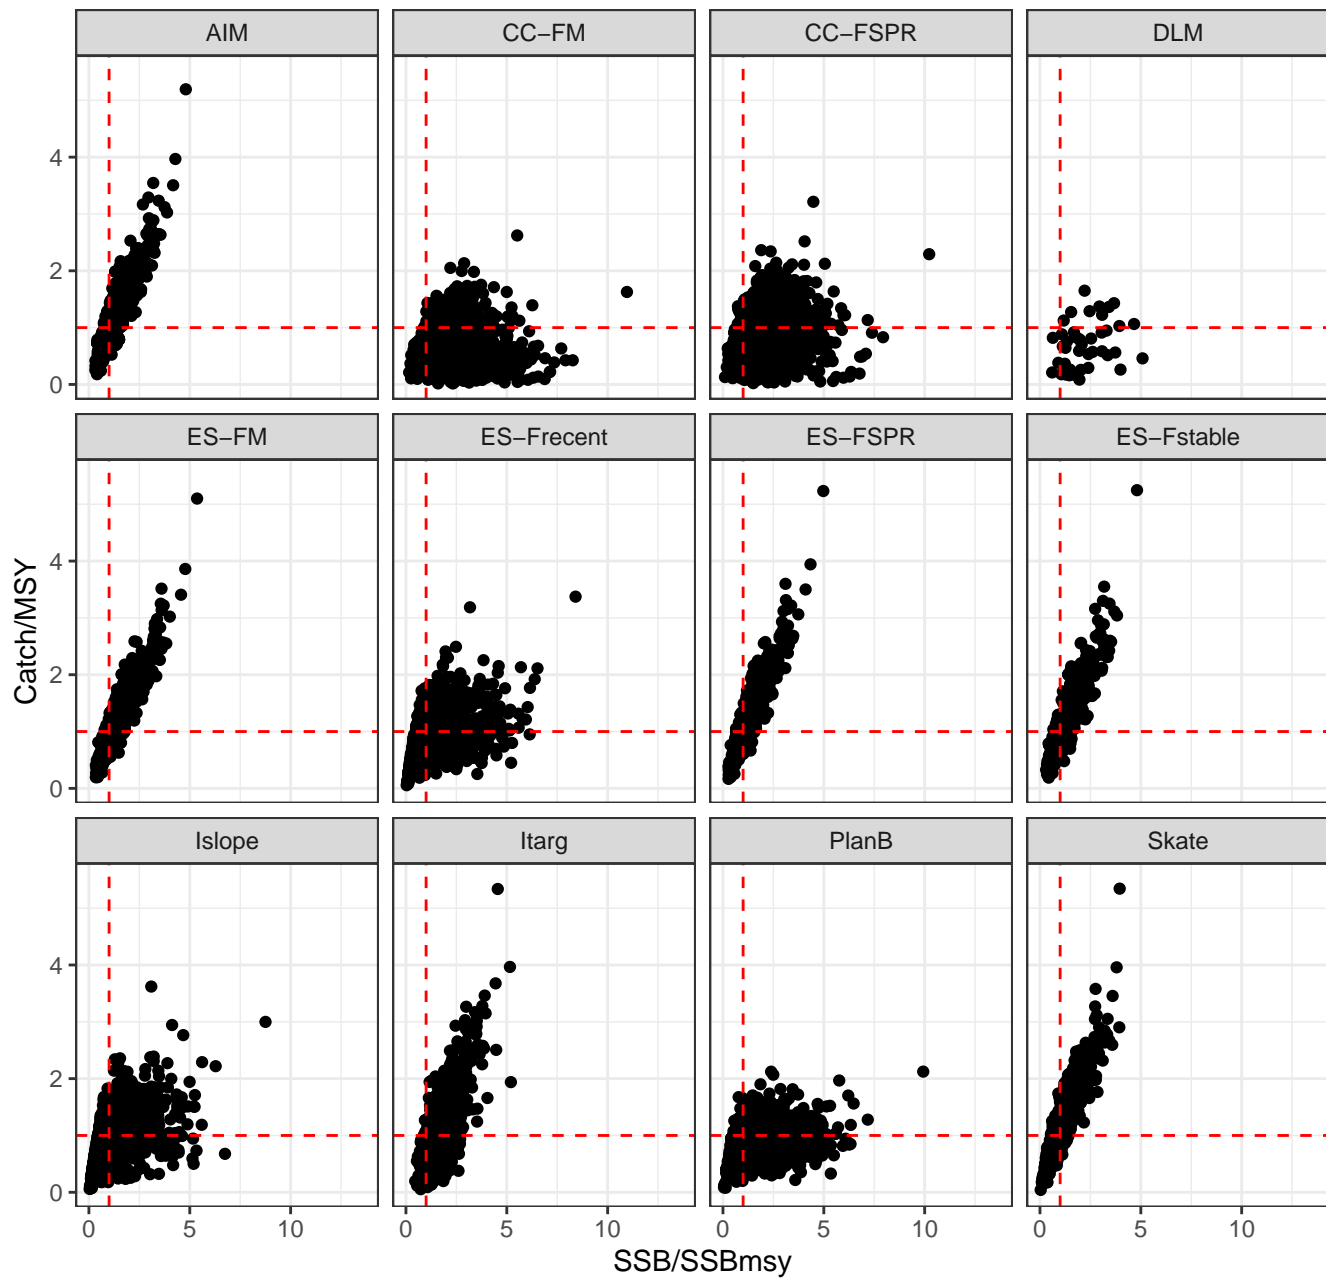 AIM CC−FM CC−FSPR DLM
4
2
0
ES−FM ES−Frecent ES−FSPR ES−Fstable
4
2
0
Islope Itarg PlanB Skate
4
2
0
0 5 10 0 5 10 0 5 10 0 5 10
Catch/MSY
SSB/SSBmsy